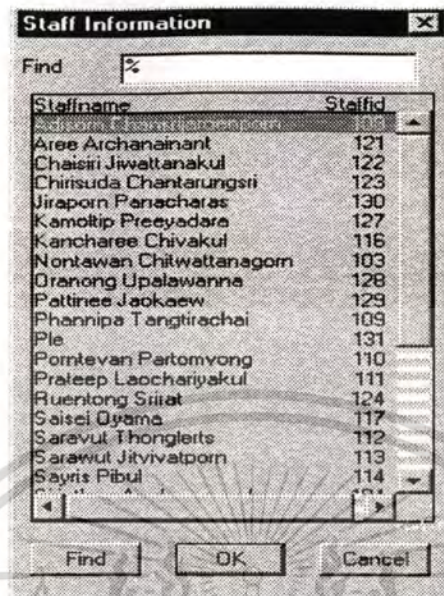 Staff Information
Find %
Staffname Staffid
Aree Archanainant 121
Chaisiri Jiwattanakul 122
Chirisuda Chantarungsri 123
Jiraporn Panacharas 130
Kamoltip Preeyadara 127
Kancharee Chivakul 116
Nontawan Chitwattanagorn 103
Oranong Upalawanna 128
Pattinee Jaokaew 129
Phannipa Tangtirachai 109
Ple 131
Porntevan Partomvong 110
Prateep Laochariyakul 111
Ruentong Srirat 124
Saisei Oyama 117
Saravut Thonglerts 112
Sarawut Jitvivatporn 113
Sayris Pibul 114
Find OK Cancel